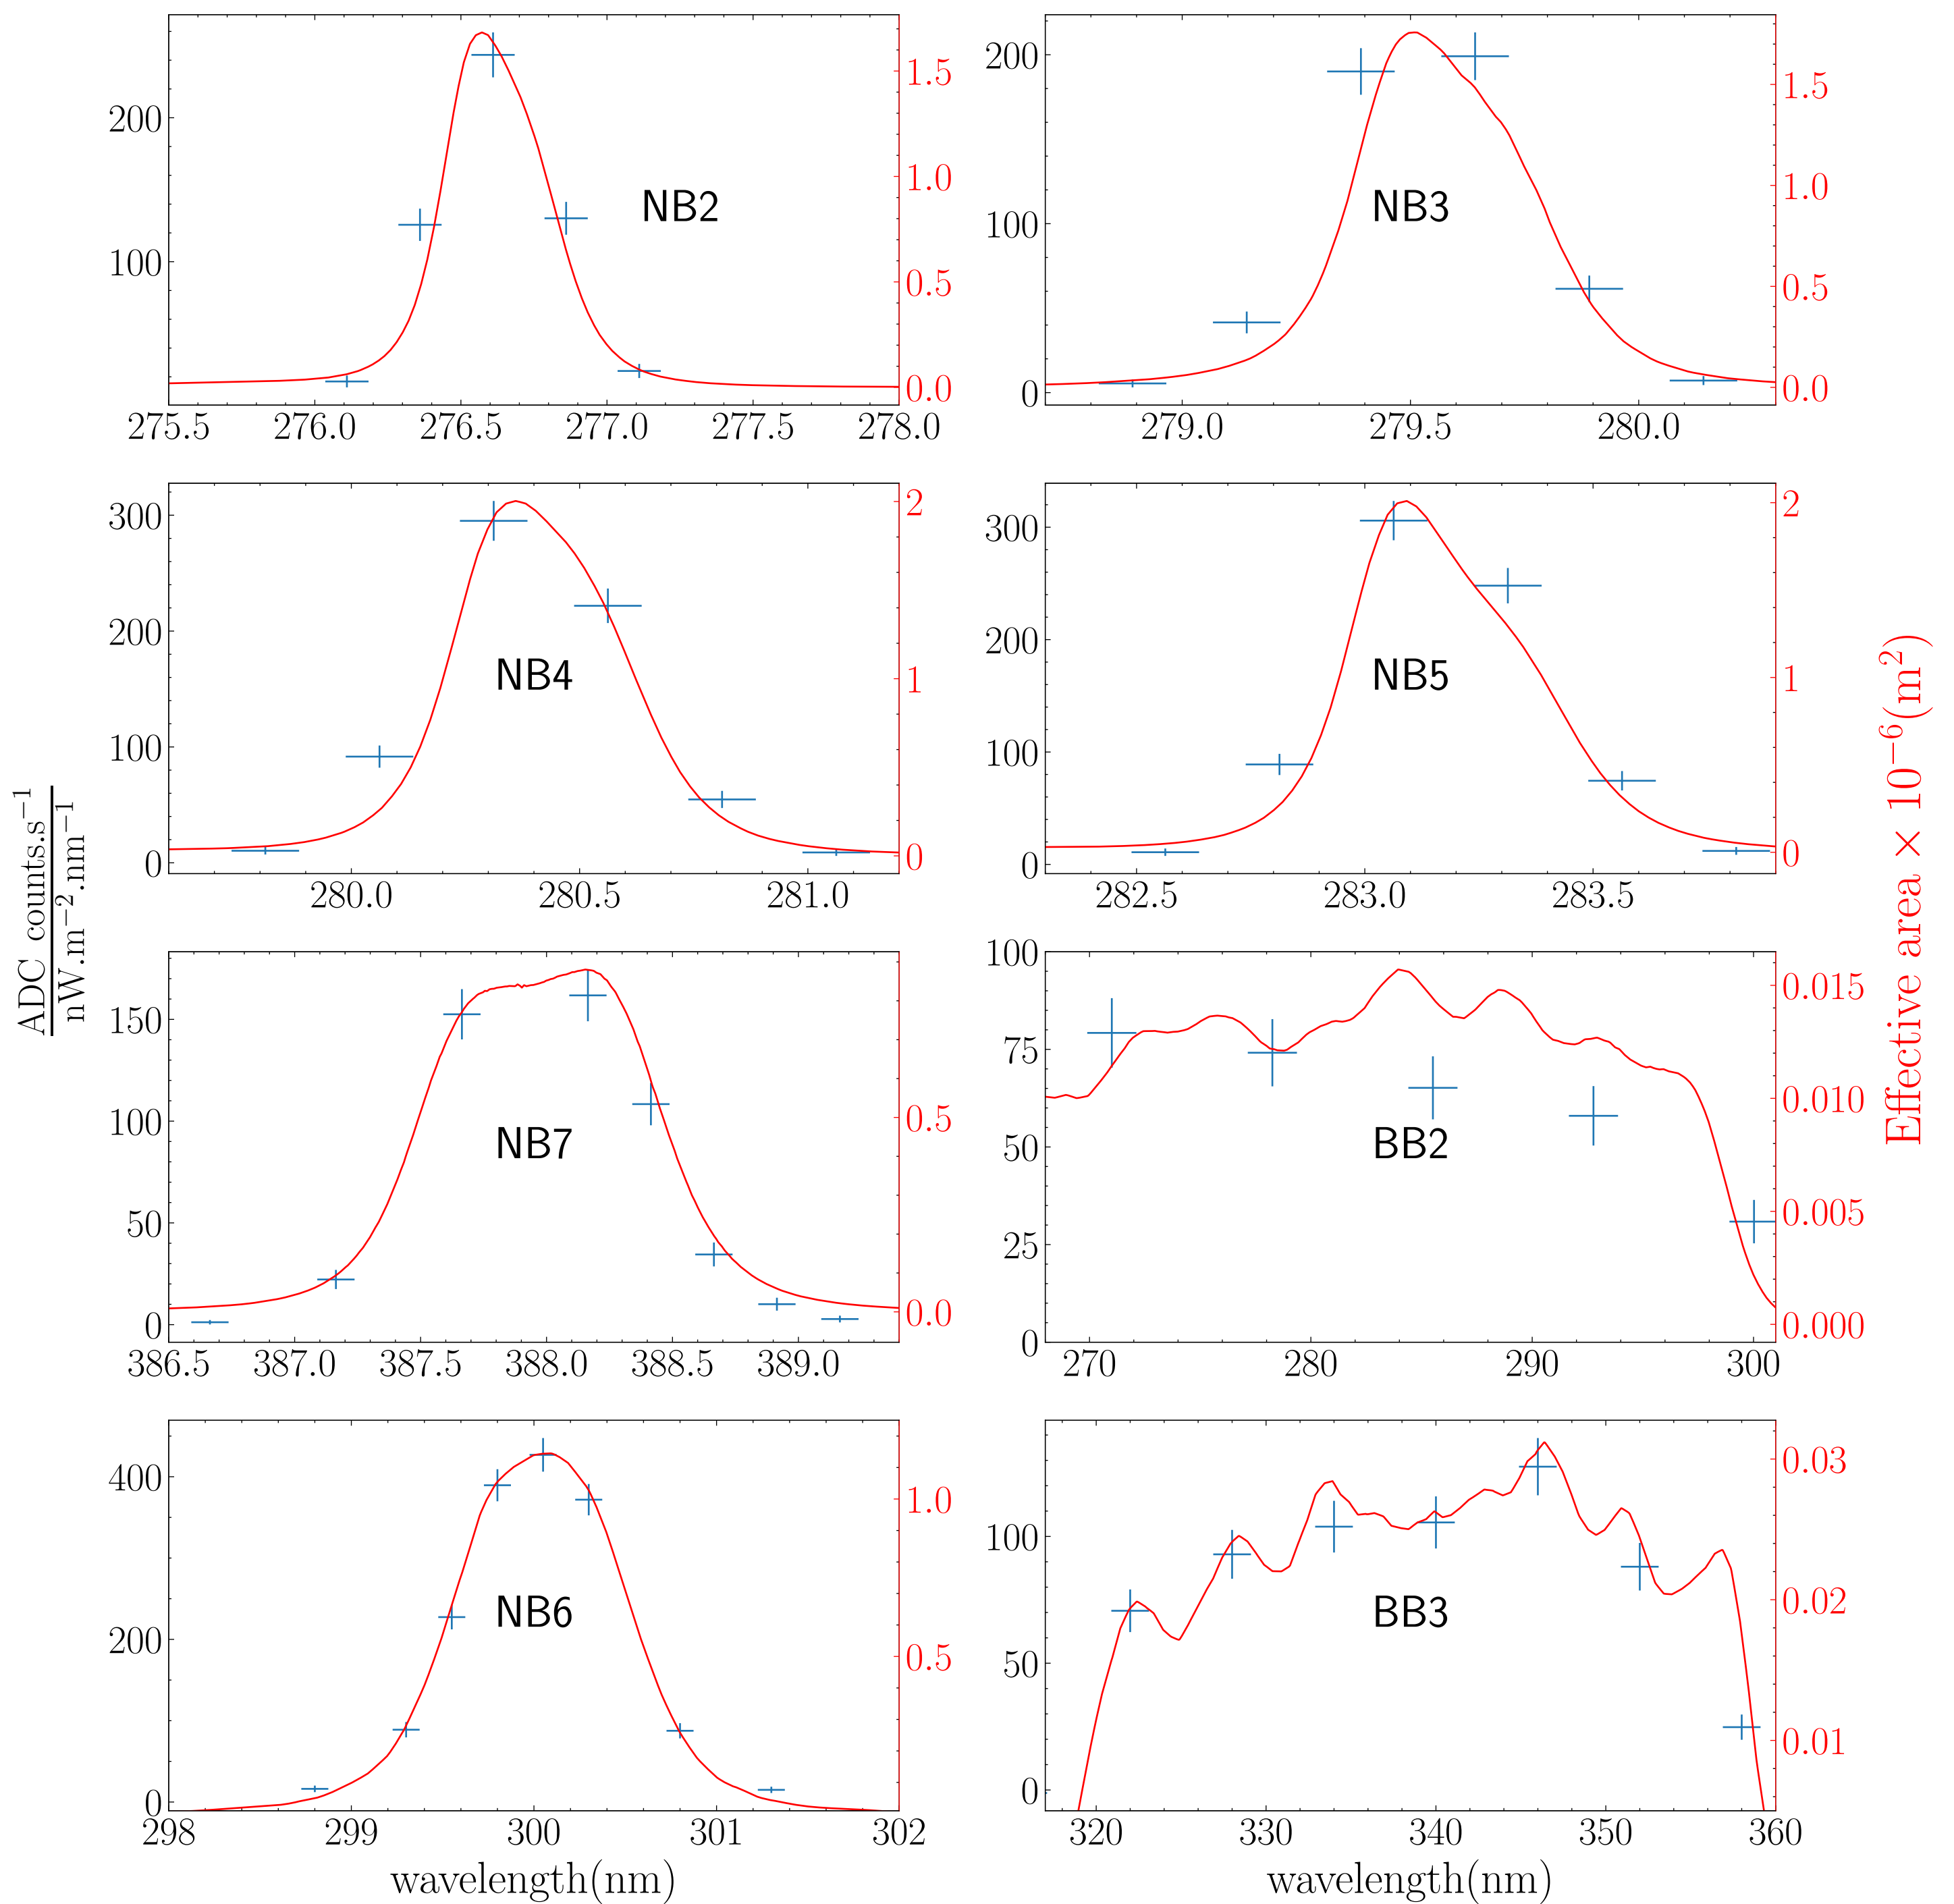 200
100
275.5 276.0 276.5 277.0 277.5 278.0
1.5
1.0
0.5
0.0
NB2
200
100
0
279.0 279.5 280.0
1.5
1.0
0.5
0.0
NB3
300
200
100
0
280.0 280.5 281.0
2
1
0
NB4
300
200
100
0
282.5 283.0 283.5
2
1
0
NB5
ADC counts.s−1
nW.m−2.nm−1
Effective area × 10−6(m2)
150
100
50
0
386.5 387.0 387.5 388.0 388.5 389.0
0.5
0.0
NB7
100
75
50
25
0
270 280 290 300
0.015
0.010
0.005
0.000
BB2
400
200
0
298 299 300 301 302
1.0
0.5
NB6
wavelength(nm)
100
50
0
320 330 340 350 360
0.03
0.02
0.01
BB3
wavelength(nm)